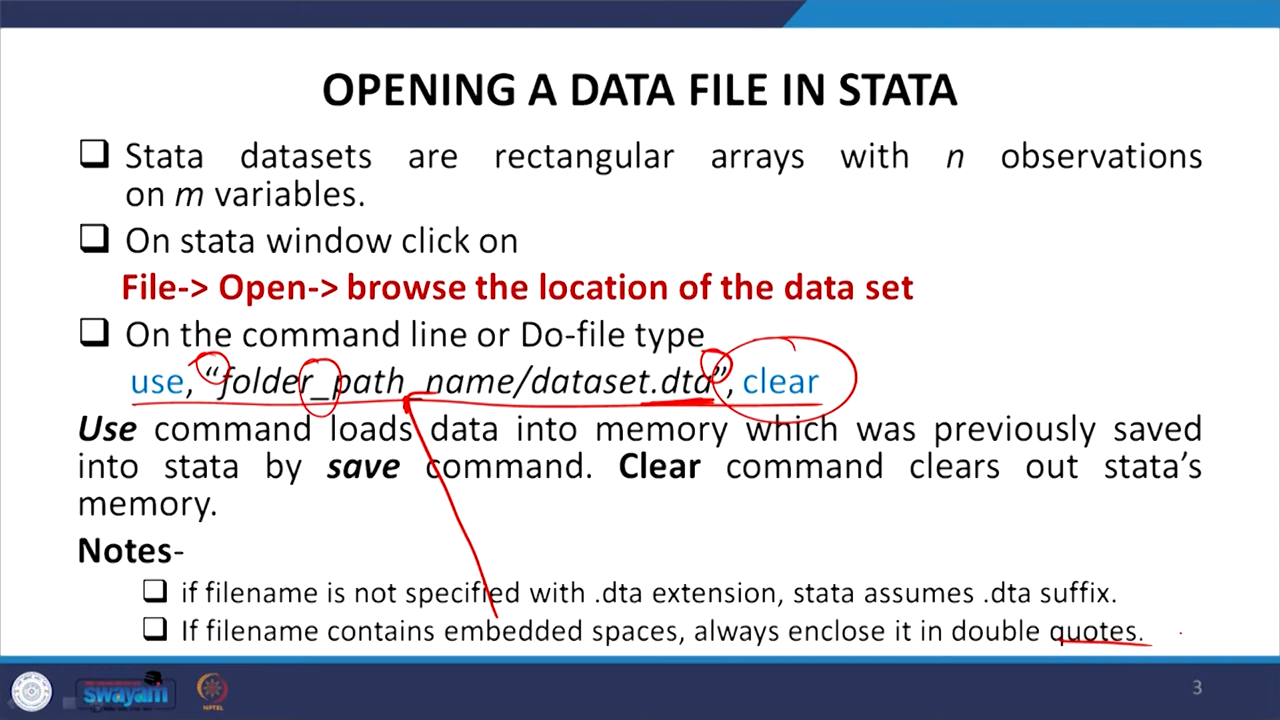 OPENING A DATA FILE IN STATA
Stata datasets are rectangular arrays with n observations
on m variables.
On stata window click on
File-> Open-> browse the location of the data set
On the command line or Do-file type
use, “folder_path_name/dataset.dta”, clear
Use command loads data into memory which was previously saved
into stata by save command. Clear command clears out stata’s
memory.
Notes-
if filename is not specified with .dta extension, stata assumes .dta suffix.
If filename contains embedded spaces, always enclose it in double quotes.
swayam
NPTEL
3